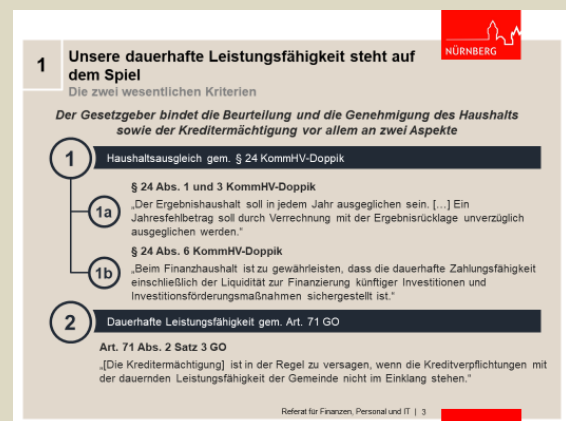 NÜRNBERG
1
Unsere dauerhafte Leistungsfähigkeit steht auf
dem Spiel
Die zwei wesentlichen Kriterien
Der Gesetzgeber bindet die Beurteilung und die Genehmigung des Haushalts
sowie der Kreditermächtigung vor allem an zwei Aspekte
1
Haushaltsausgleich gem. § 24 KommHV-Doppik
§ 24 Abs. 1 und 3 KommHV-Doppik
1a
„Der Ergebnishaushalt soll in jedem Jahr ausgeglichen sein. […] Ein
Jahresfehlbetrag soll durch Verrechnung mit der Ergebnisrücklage unverzüglich
ausgeglichen werden.“
§ 24 Abs. 6 KommHV-Doppik
1b
„Beim Finanzhaushalt ist zu gewährleisten, dass die dauerhafte Zahlungsfähigkeit
einschließlich der Liquidität zur Finanzierung künftiger Investitionen und
Investitionsförderungsmaßnahmen sichergestellt ist.“
2
Dauerhafte Leistungsfähigkeit gem. Art. 71 GO
Art. 71 Abs. 2 Satz 3 GO
„[Die Kreditermächtigung] ist in der Regel zu versagen, wenn die Kreditverpflichtungen mit
der dauernden Leistungsfähigkeit der Gemeinde nicht im Einklang stehen.“
Referat für Finanzen, Personal und IT | 3